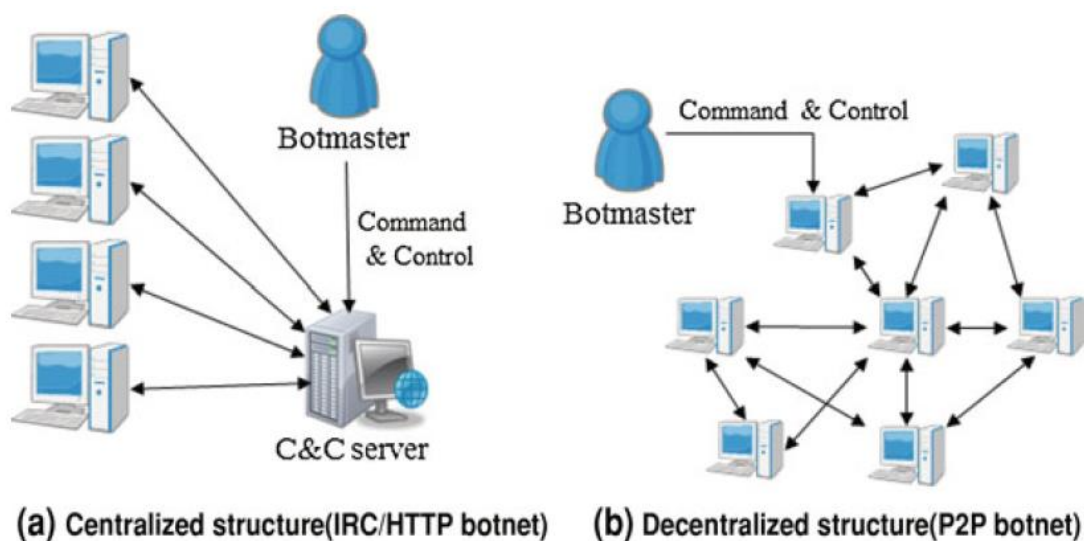 Botmaster
Command
& Control
C&C server
(a) Centralized structure(IRC/HTTP botnet)
Command & Control
Botmaster
(b) Decentralized structure(P2P botnet)